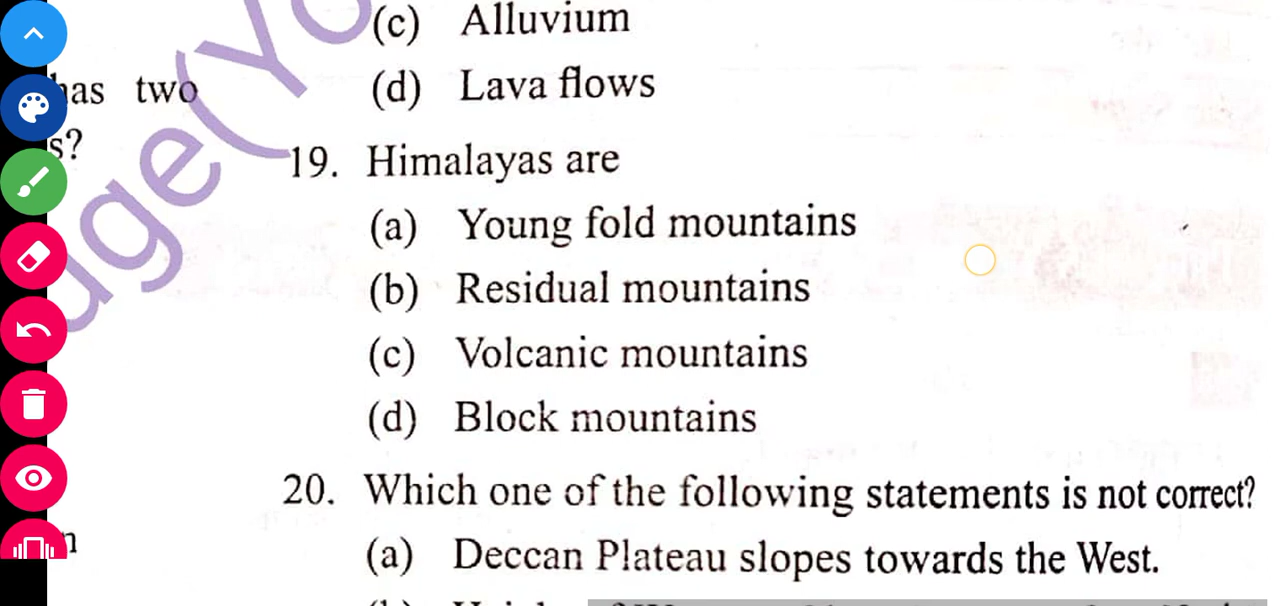 (c) Alluvium
(d) Lava flows
has two
s?
19. Himalayas are
(a) Young fold mountains
(b) Residual mountains
(c) Volcanic mountains
(d) Block mountains
20. Which one of the following statements is not correct?
(a) Deccan Plateau slopes towards the West.
n